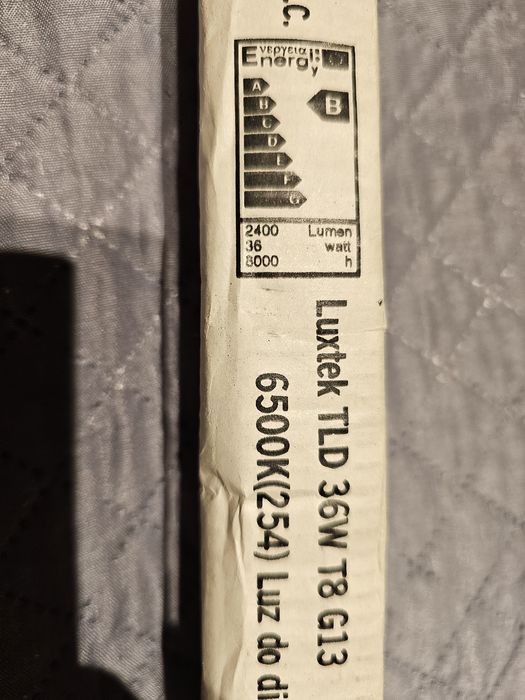 .C.
ενεργεια
Energy
A
B
C
D
E
F
G
B
2400 Lumen
36 watt
8000 h
Luxtek TLD 36W T8 G13
6500K(254) Luz do di